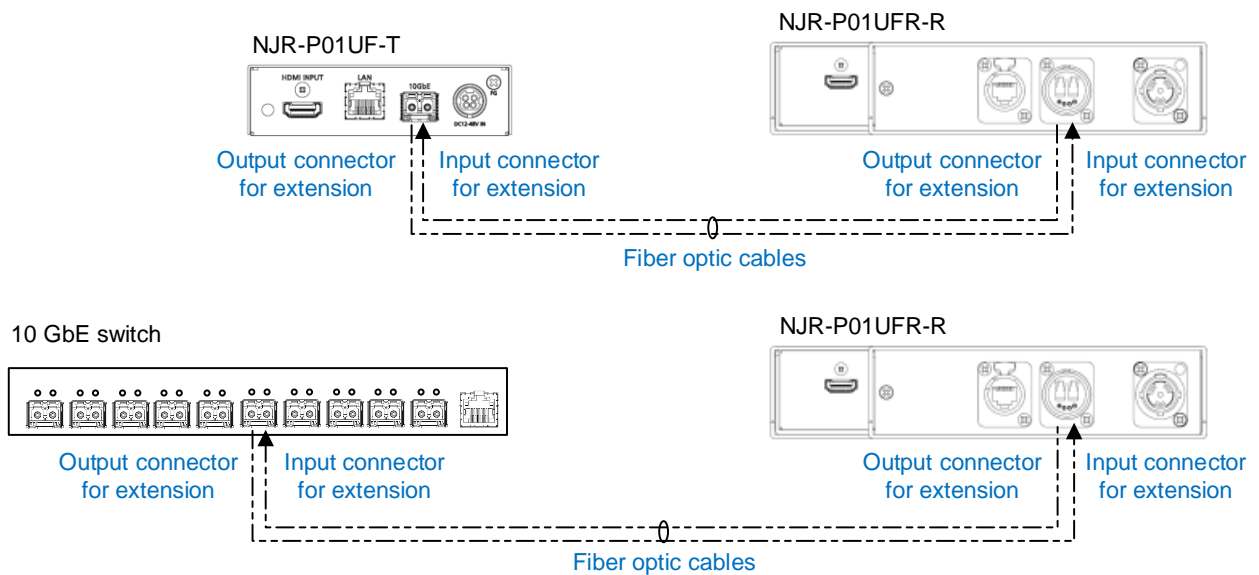 NJR-P01UFR-R
NJR-P01UF-T
HDMI INPUT
LAN
10GbE
FG
DC12-48V IN
Output connector
for extension
Input connector
for extension
Output connector
for extension
Input connector
for extension
Fiber optic cables
10 GbE switch
NJR-P01UFR-R
Output connector
for extension
Input connector
for extension
Output connector
for extension
Input connector
for extension
Fiber optic cables